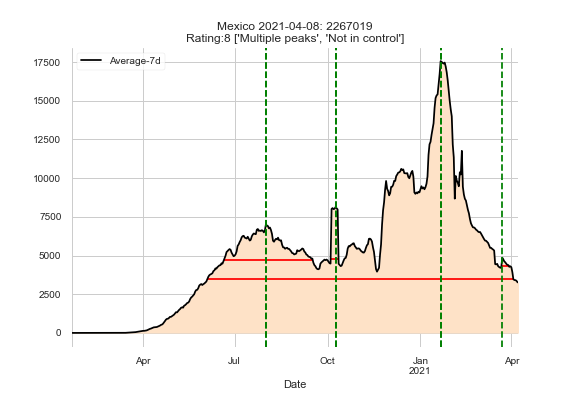 Mexico 2021-04-08: 2267019
Rating:8 ['Multiple peaks', 'Not in control']
Average-7d
17500
15000
12500
10000
7500
5000
2500
0
Apr
Jul
Oct
Jan
2021
Apr
Date